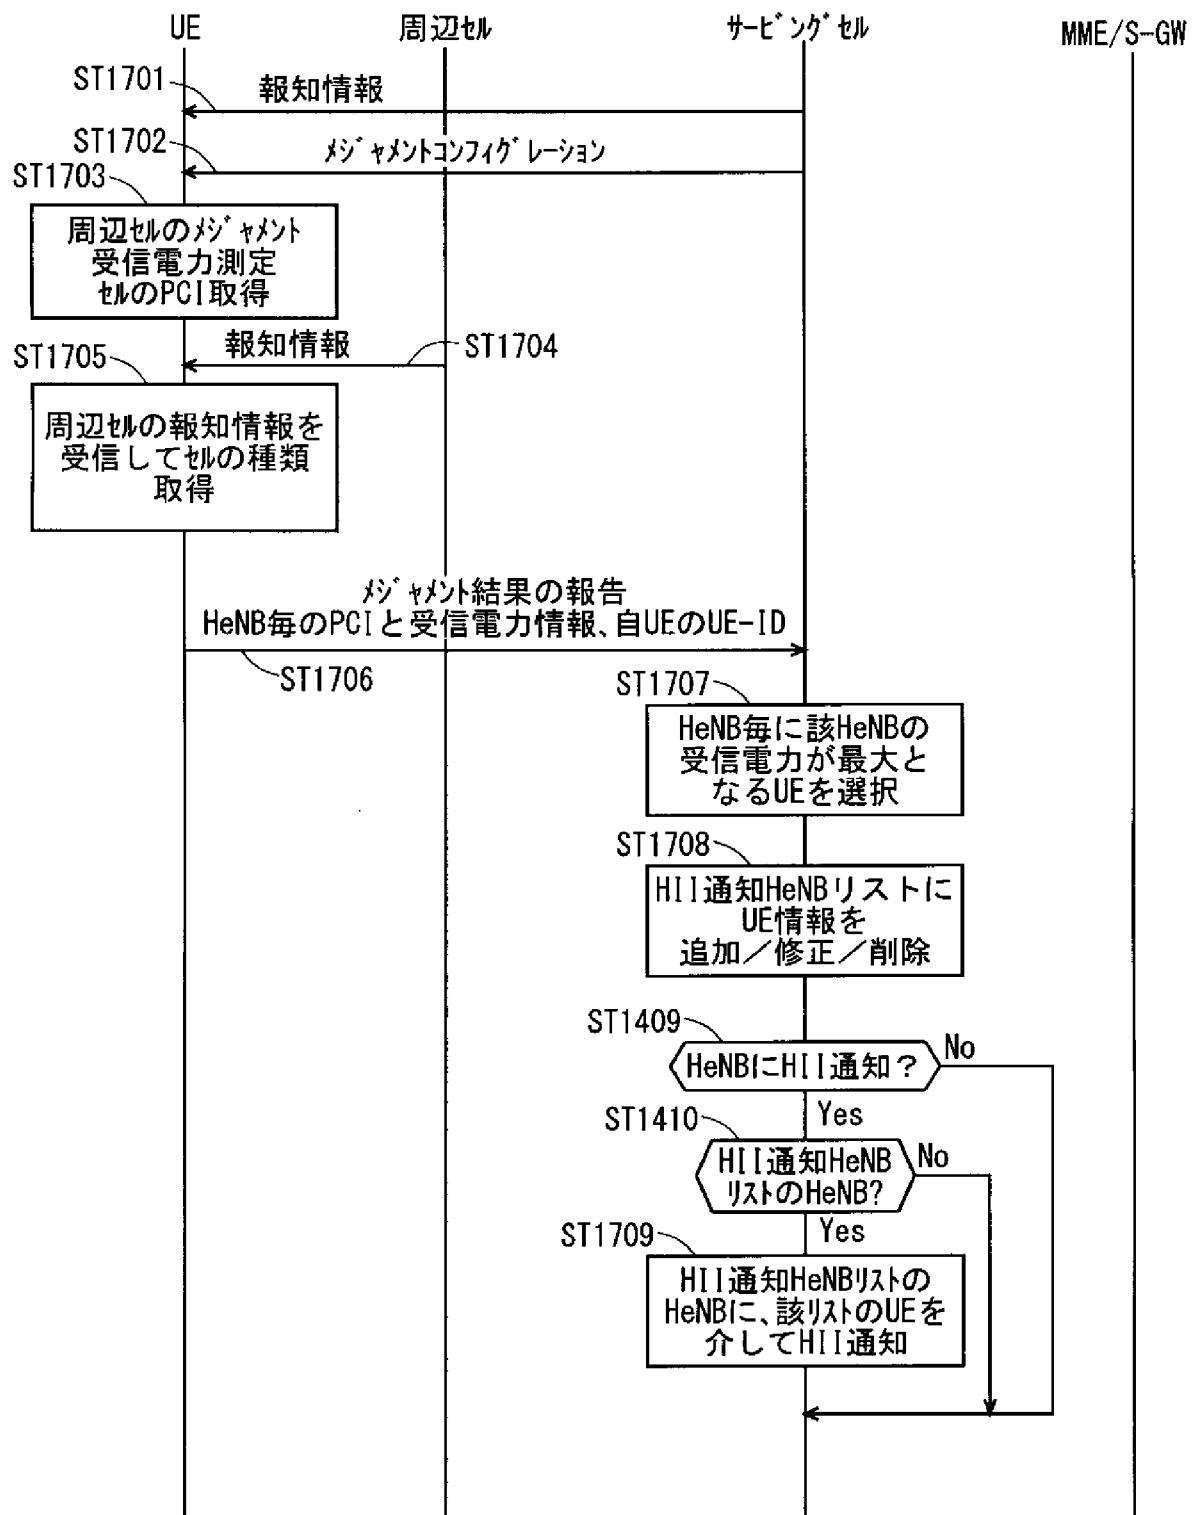 UE
周辺ｾﾙ
ｻｰﾋﾞﾝｸﾞｾﾙ
MME/S-GW
ST1701
報知情報
ST1702
ﾒｼﾞｬﾒﾝﾄｺﾝﾌｨｸﾞﾚｰｼｮﾝ
ST1703
周辺ｾﾙのﾒｼﾞｬﾒﾝﾄ
受信電力測定
ｾﾙのPCI取得
報知情報
ST1704
ST1705
周辺ｾﾙの報知情報を
受信してｾﾙの種類
取得
ﾒｼﾞｬﾒﾝﾄ結果の報告
HeNB毎のPCIと受信電力情報、自UEのUE-ID
ST1706
ST1707
HeNB毎に該HeNBの
受信電力が最大と
なるUEを選択
ST1708
HII通知HeNBリストに
UE情報を
追加／修正／削除
ST1409
HeNBにHII通知？
No
Yes
ST1410
HII通知HeNB
ﾘｽﾄのHeNB?
No
Yes
ST1709
HII通知HeNBﾘｽﾄの
HeNBに、該ﾘｽﾄのUEを
介してHII通知